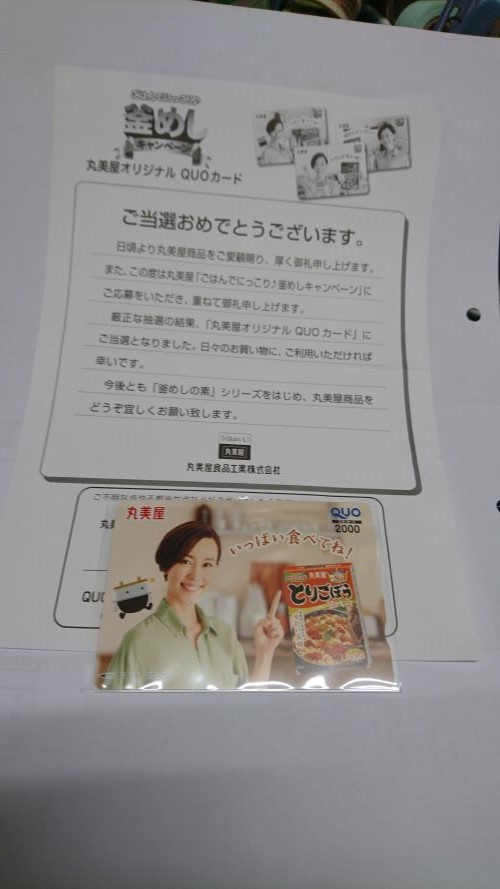 ごはんでにっこり♪
釜めし
キャンペーン
丸美屋オリジナル QUOカード
ご当選おめでとうございます。
日頃より丸美屋商品をご愛顧賜り、厚く御礼申し上げます。
また、この度は丸美屋「ごはんでにっこり♪釜めしキャンペーン」に
ご応募をいただき、重ねて御礼申し上げます。
厳正な抽選の結果、「丸美屋オリジナル QUOカード」に
ご当選となりました。日々のお買い物に、ご利用いただければ
幸いです。
今後とも「釜めしの素」シリーズをはじめ、丸美屋商品を
どうぞ宜しくお願い致します。
丸美屋
丸美屋食品工業株式会社
丸美屋
QUO
2000
いっぱい食べてね!
丸美屋
とりごぼう
QUO